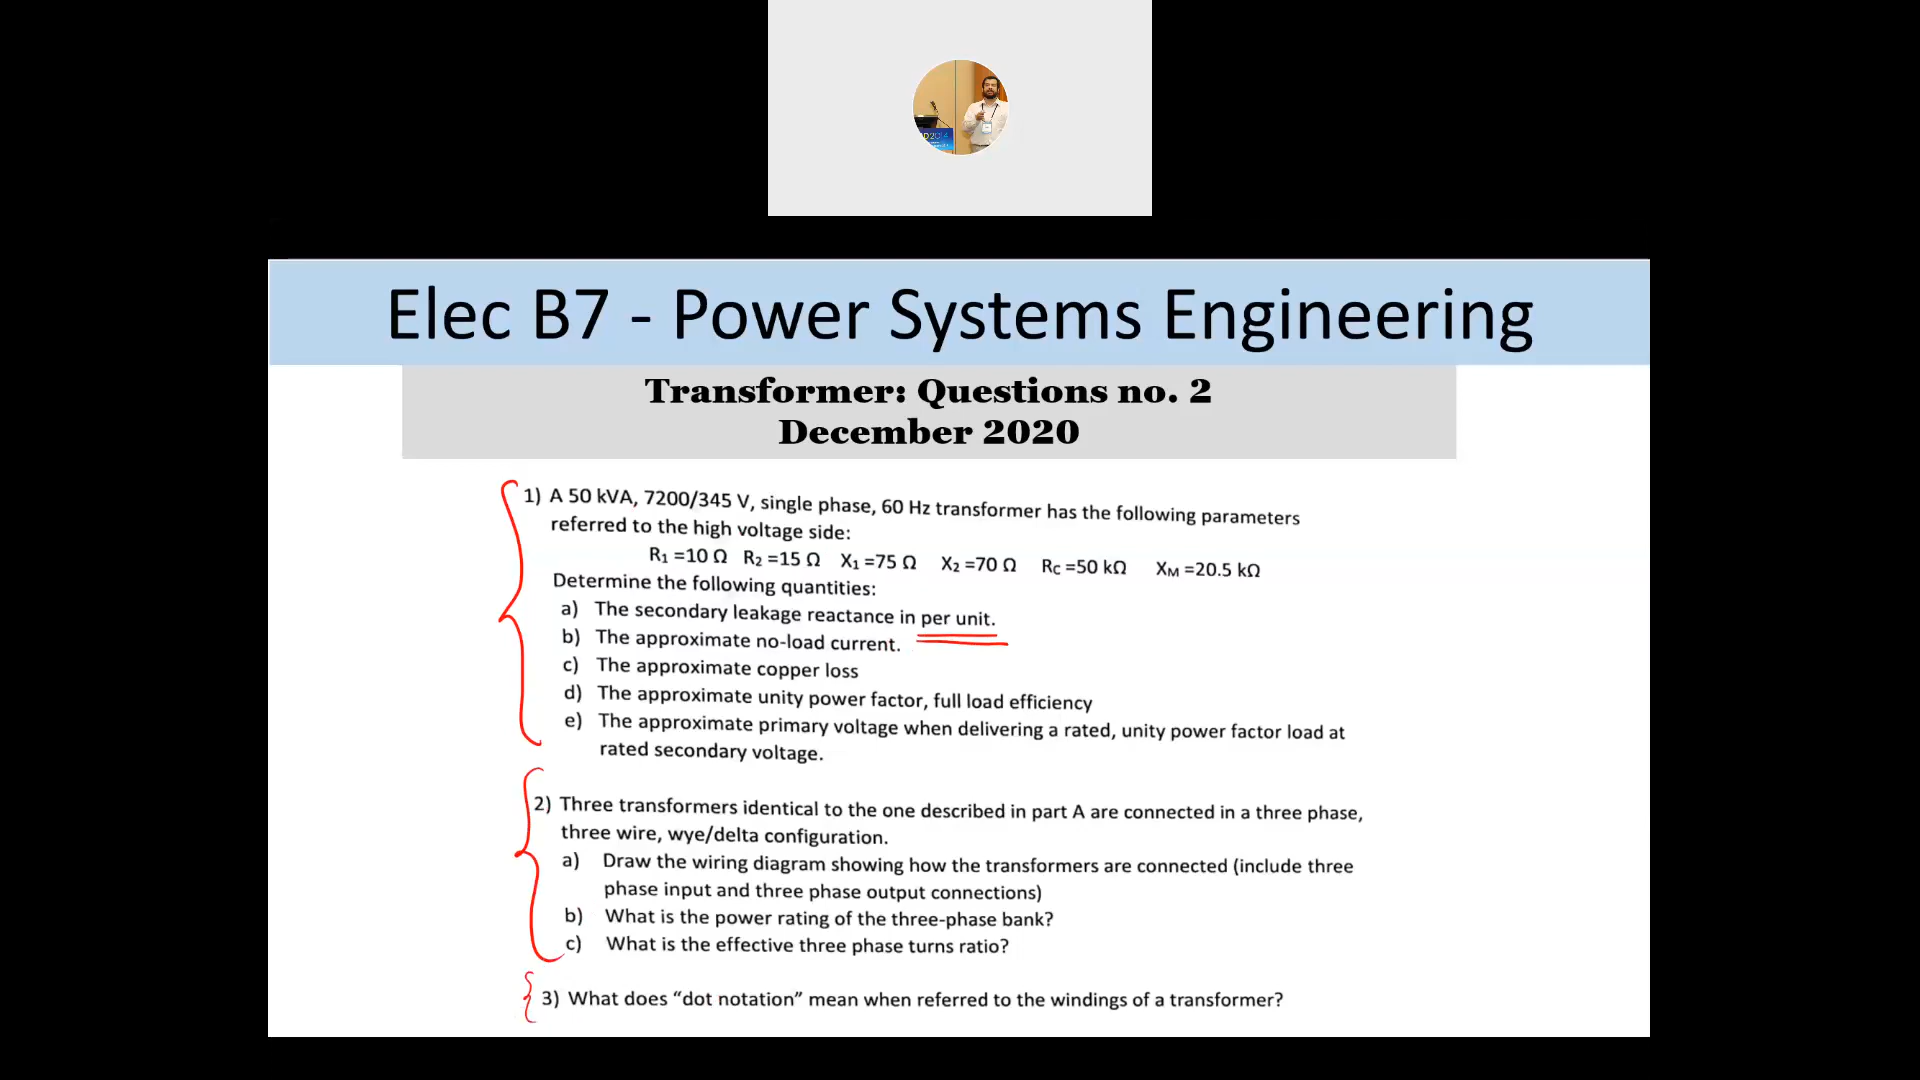 Elec B7 - Power Systems Engineering
Transformer: Questions no. 2
December 2020
1) A 50 kVA, 7200/345 V, single phase, 60 Hz transformer has the following parameters
referred to the high voltage side:
R1 =10 Ω R2 =15 Ω X1 =75 Ω X2 =70 Ω RC =50 kΩ XM =20.5 kΩ
Determine the following quantities:
a) The secondary leakage reactance in per unit.
b) The approximate no-load current.
c) The approximate copper loss
d) The approximate unity power factor, full load efficiency
e) The approximate primary voltage when delivering a rated, unity power factor load at
rated secondary voltage.
2) Three transformers identical to the one described in part A are connected in a three phase,
three wire, wye/delta configuration.
a) Draw the wiring diagram showing how the transformers are connected (include three
phase input and three phase output connections)
b) What is the power rating of the three-phase bank?
c) What is the effective three phase turns ratio?
3) What does “dot notation” mean when referred to the windings of a transformer?